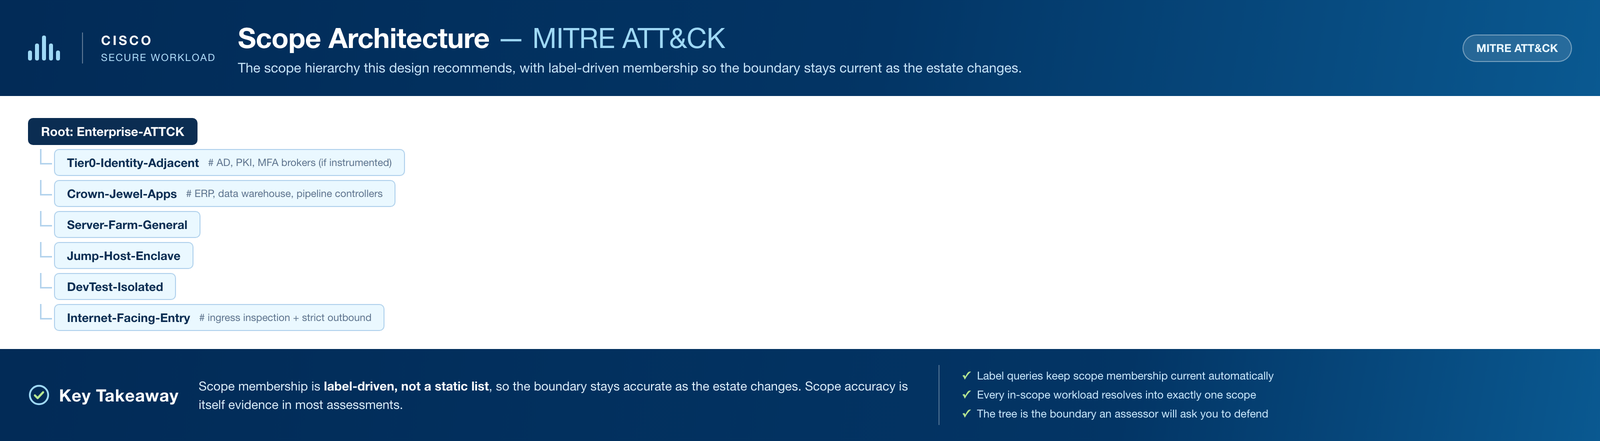 CISCO
SECURE WORKLOAD
Scope Architecture — MITRE ATT&CK
The scope hierarchy this design recommends, with label-driven membership so the boundary stays current as the estate changes.
MITRE ATT&CK
Root: Enterprise-ATTCK
Tier0-Identity-Adjacent # AD, PKI, MFA brokers (if instrumented)
Crown-Jewel-Apps # ERP, data warehouse, pipeline controllers
Server-Farm-General
Jump-Host-Enclave
DevTest-Isolated
Internet-Facing-Entry # ingress inspection + strict outbound
Key Takeaway
Scope membership is label-driven, not a static list, so the boundary stays accurate as the estate changes. Scope accuracy is
itself evidence in most assessments.
✓ Label queries keep scope membership current automatically
✓ Every in-scope workload resolves into exactly one scope
✓ The tree is the boundary an assessor will ask you to defend